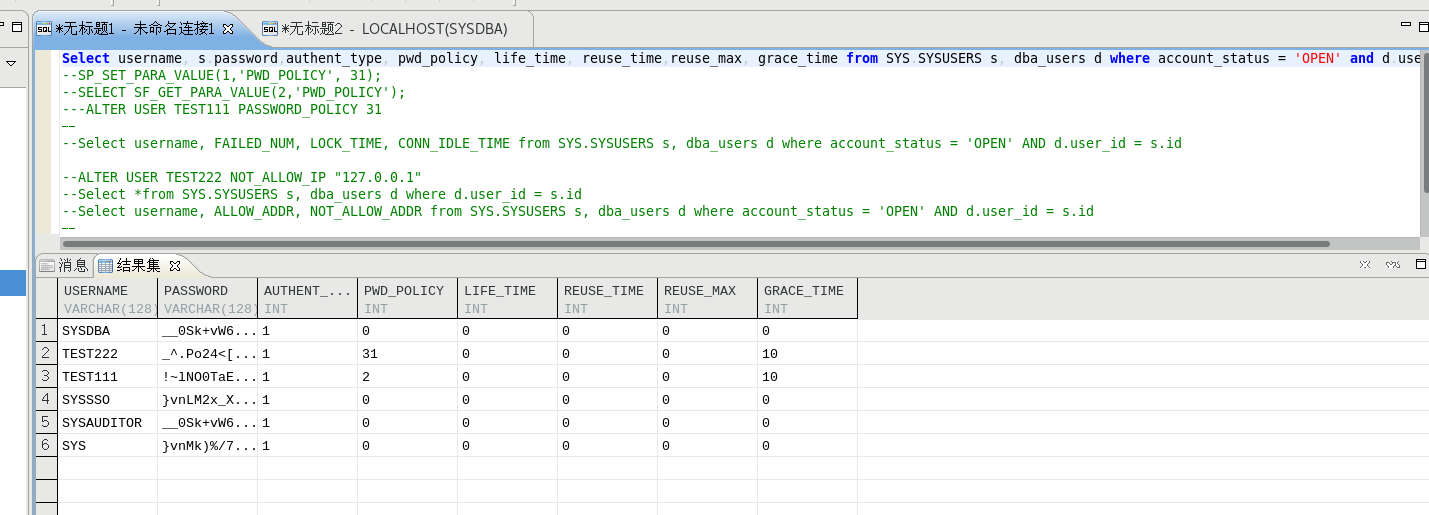 *无标题1 - 未命名连接1
*无标题2 - LOCALHOST(SYSDBA)
Select username, s.password,authent_type, pwd_policy, life_time, reuse_time,reuse_max, grace_time from SYS.SYSUSERS s, dba_users d where account_status = 'OPEN' and d.use
--SP_SET_PARA_VALUE(1,'PWD_POLICY', 31);
--SELECT SF_GET_PARA_VALUE(2,'PWD_POLICY');
---ALTER USER TEST111 PASSWORD_POLICY 31
--
--Select username, FAILED_NUM, LOCK_TIME, CONN_IDLE_TIME from SYS.SYSUSERS s, dba_users d where account_status = 'OPEN' AND d.user_id = s.id
--ALTER USER TEST222 NOT_ALLOW_IP "127.0.0.1"
--Select *from SYS.SYSUSERS s, dba_users d where d.user_id = s.id
--Select username, ALLOW_ADDR, NOT_ALLOW_ADDR from SYS.SYSUSERS s, dba_users d where account_status = 'OPEN' AND d.user_id = s.id
--
消息 结果集
USERNAME PASSWORD AUTHENT_... PWD_POLICY LIFE_TIME REUSE_TIME REUSE_MAX GRACE_TIME
VARCHAR(128) VARCHAR(128) INT INT INT INT INT INT
1 SYSDBA __0Sk+vW6... 1 0 0 0 0 0
2 TEST222 _^.Po24<[... 1 31 0 0 0 10
3 TEST111 !~lNO0TaE... 1 2 0 0 0 10
4 SYSSSO }vnLM2x_X... 1 0 0 0 0 0
5 SYSAUDITOR __0Sk+vW6... 1 0 0 0 0 0
6 SYS }vnMk)%/7... 1 0 0 0 0 0